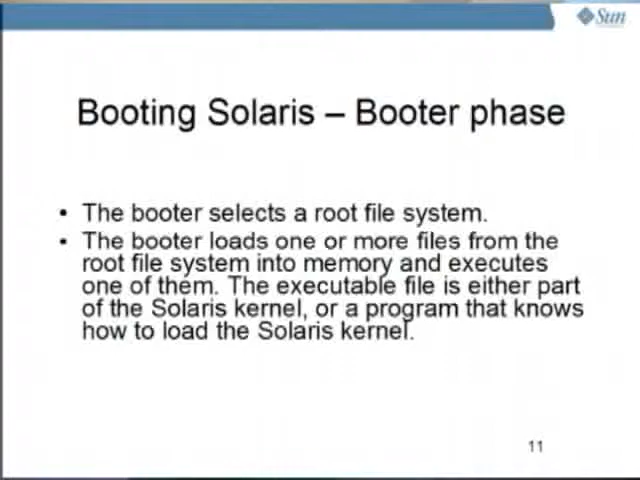 Sun
Booting Solaris – Booter phase
• The booter selects a root file system.
• The booter loads one or more files from the
root file system into memory and executes
one of them. The executable file is either part
of the Solaris kernel, or a program that knows
how to load the Solaris kernel.
11